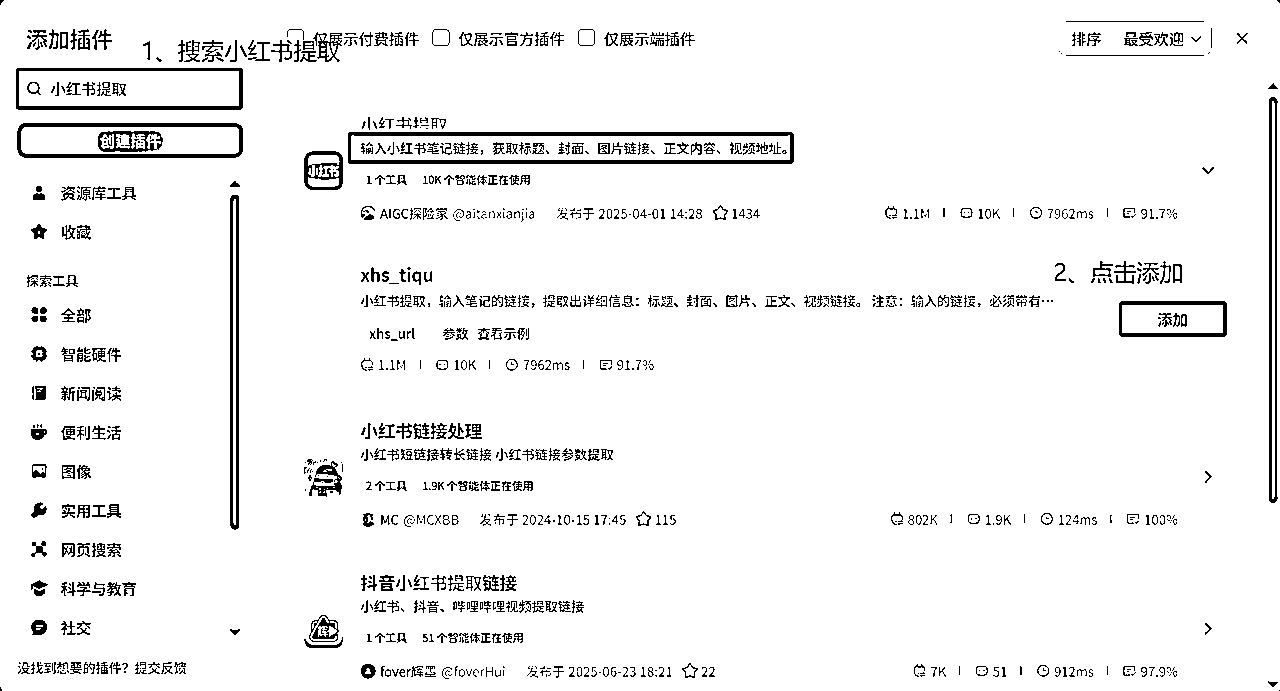 添加插件
1、搜索小红书提取
仅展示付费插件 仅展示官方插件 仅展示端插件
排序 最受欢迎
小红书提取
创建插件
资源库工具
收藏
探索工具
全部
智能硬件
新闻阅读
便利生活
图像
实用工具
网页搜索
科学与教育
社交
没找到想要的插件？提交反馈
小红书提取
小红书
输入小红书笔记链接，获取标题、封面、图片链接、正文内容、视频地址。
1个工具 10K个智能体正在使用
AIGC探险家 @aitanxianjia 发布于 2025-04-01 14:28 1434
1.1M 10K 7962ms 91.7%
xhs_tiqu
2、点击添加
小红书提取，输入笔记的链接，提取出详细信息：标题、封面、图片、正文、视频链接。 注意：输入的链接，必须带有…
添加
xhs_url 参数 查看示例
1.1M 10K 7962ms 91.7%
小红书链接处理
小红书短链接转长链接 小红书链接参数提取
2个工具 1.9K个智能体正在使用
MC @MCXBB 发布于 2024-10-15 17:45 115
802K 1.9K 124ms 100%
抖音小红书提取链接
小红书、抖音、哔哩哔哩视频提取链接
1个工具 51个智能体正在使用
fover辉墨 @foverHui 发布于 2025-06-23 18:21 22
7K 51 912ms 97.9%